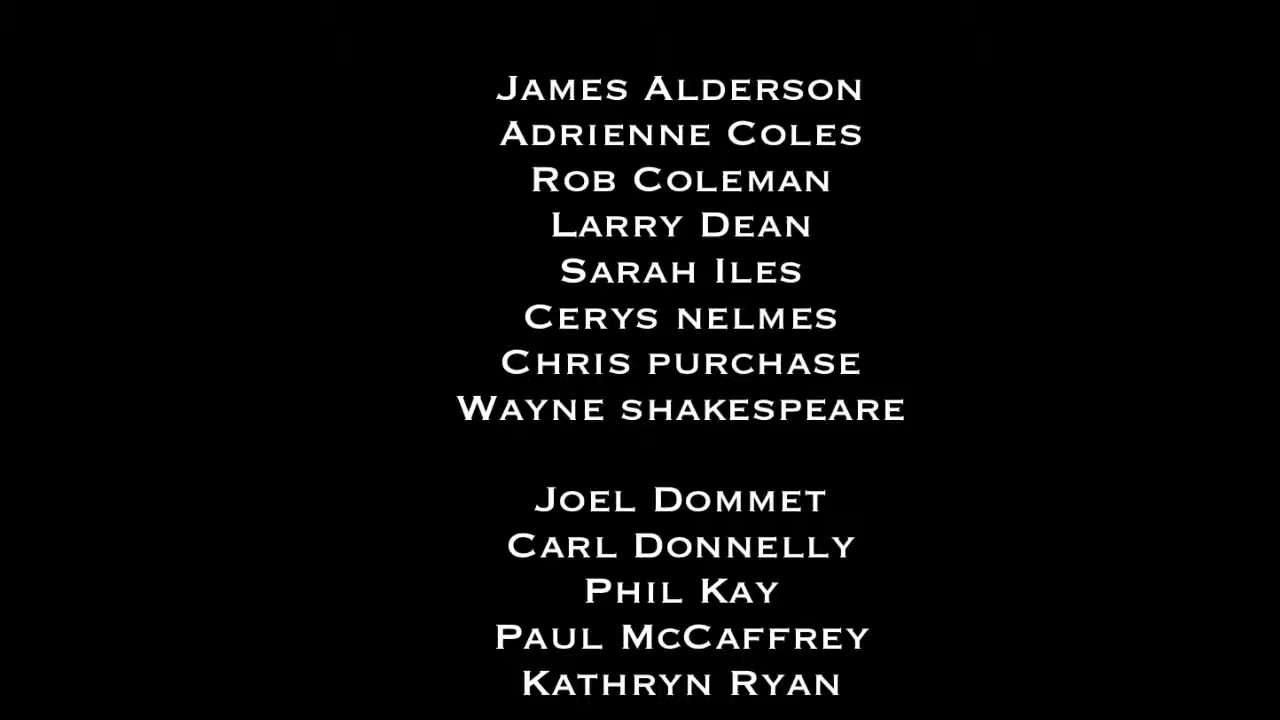 James Alderson
Adrienne Coles
Rob Coleman
Larry Dean
Sarah Iles
Cerys nelmes
Chris purchase
Wayne shakespeare
Joel Dommet
Carl Donnelly
Phil Kay
Paul McCaffrey
Kathryn Ryan